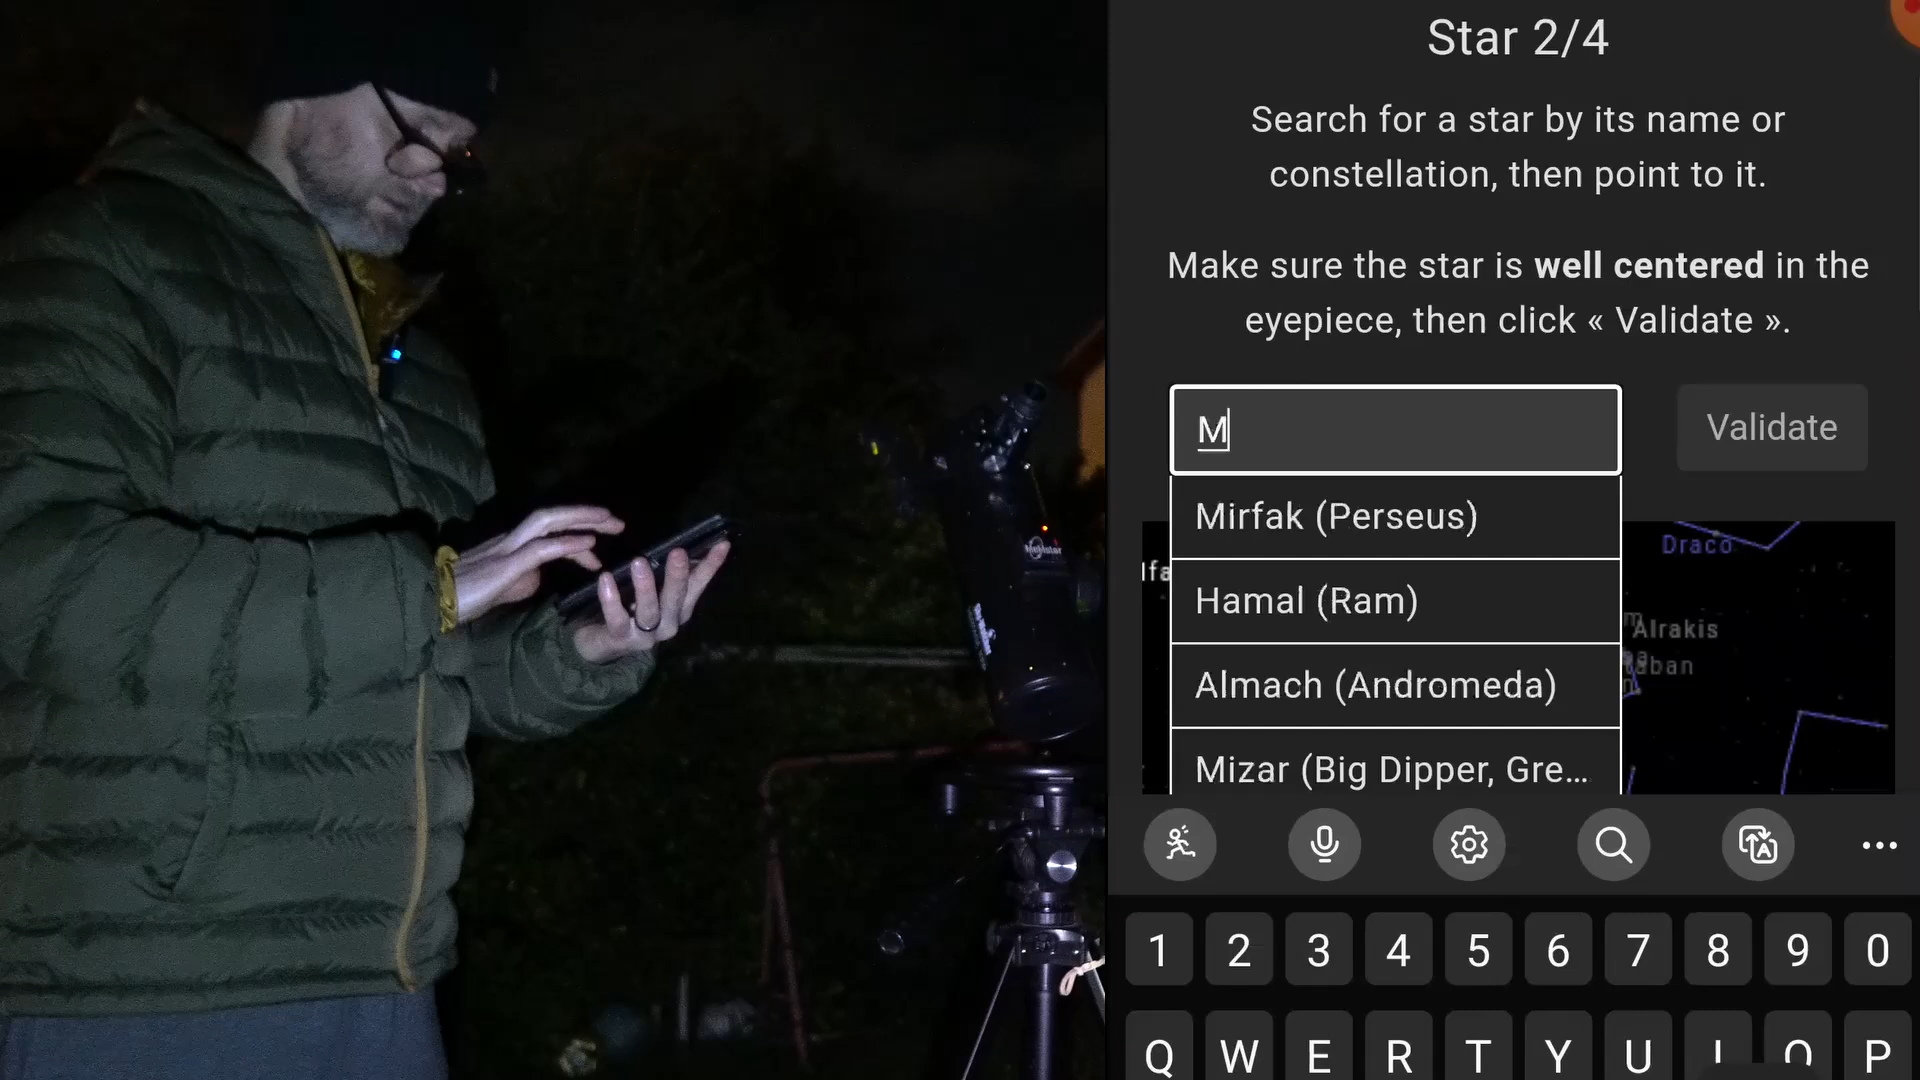 Star 2/4
Search for a star by its name or
constellation, then point to it.
Make sure the star is well centered in the
eyepiece, then click « Validate ».
M
Validate
Mirfak (Perseus)
Hamal (Ram)
Almach (Andromeda)
Mizar (Big Dipper, Gre...
Draco
Alrakis
1 2 3 4 5 6 7 8 9 0
Q W E R T Y U I O P